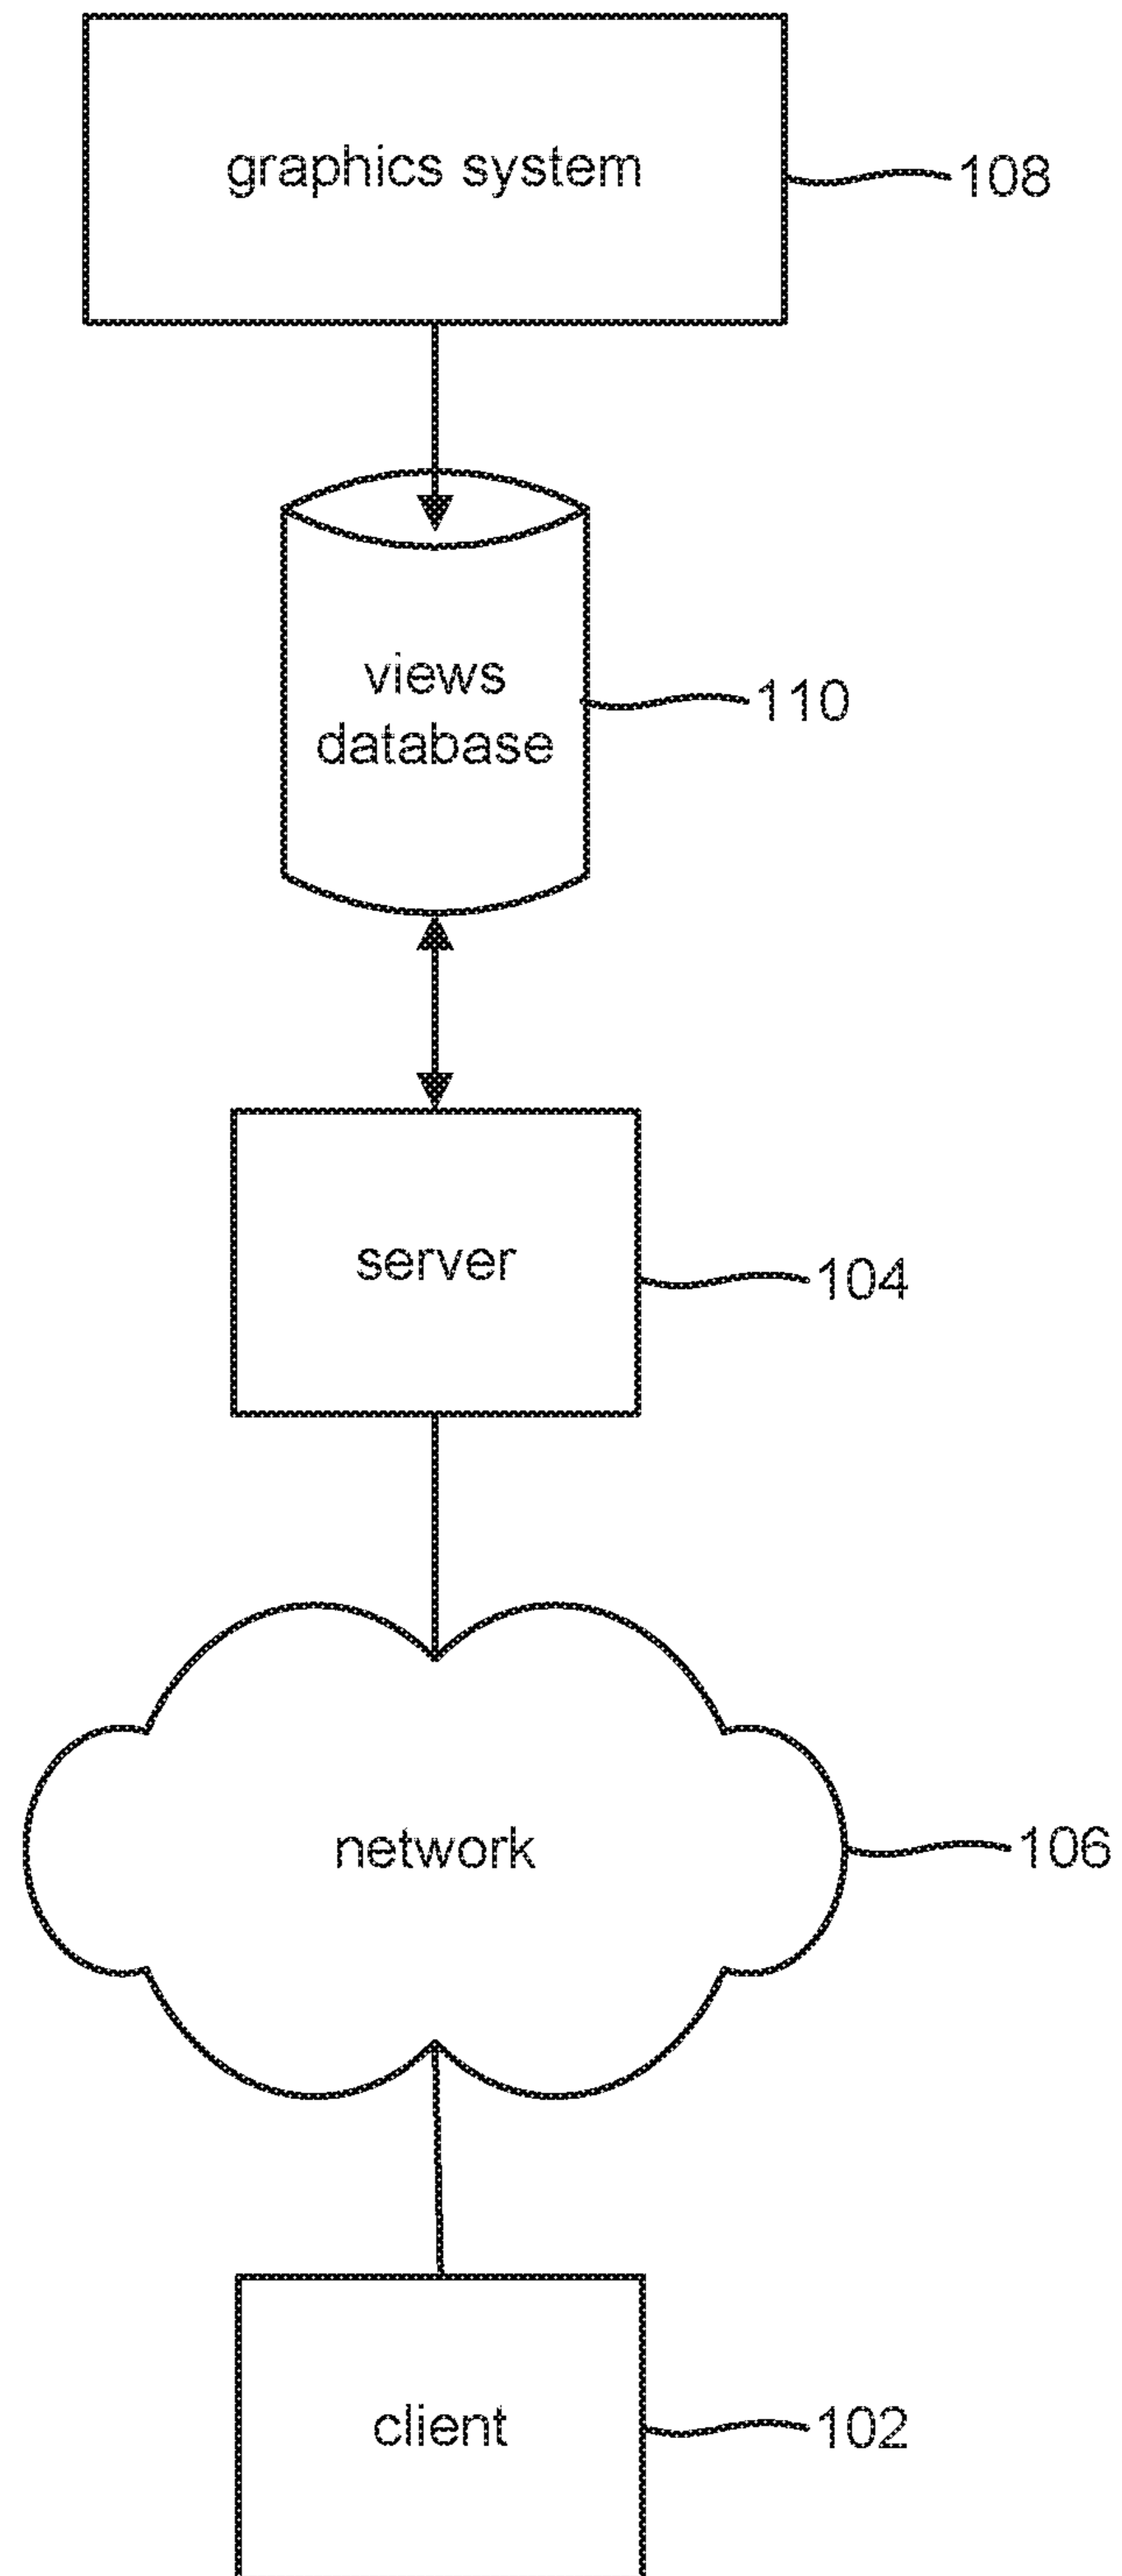 graphics system
108
views
database
110
server
104
network
106
client
102